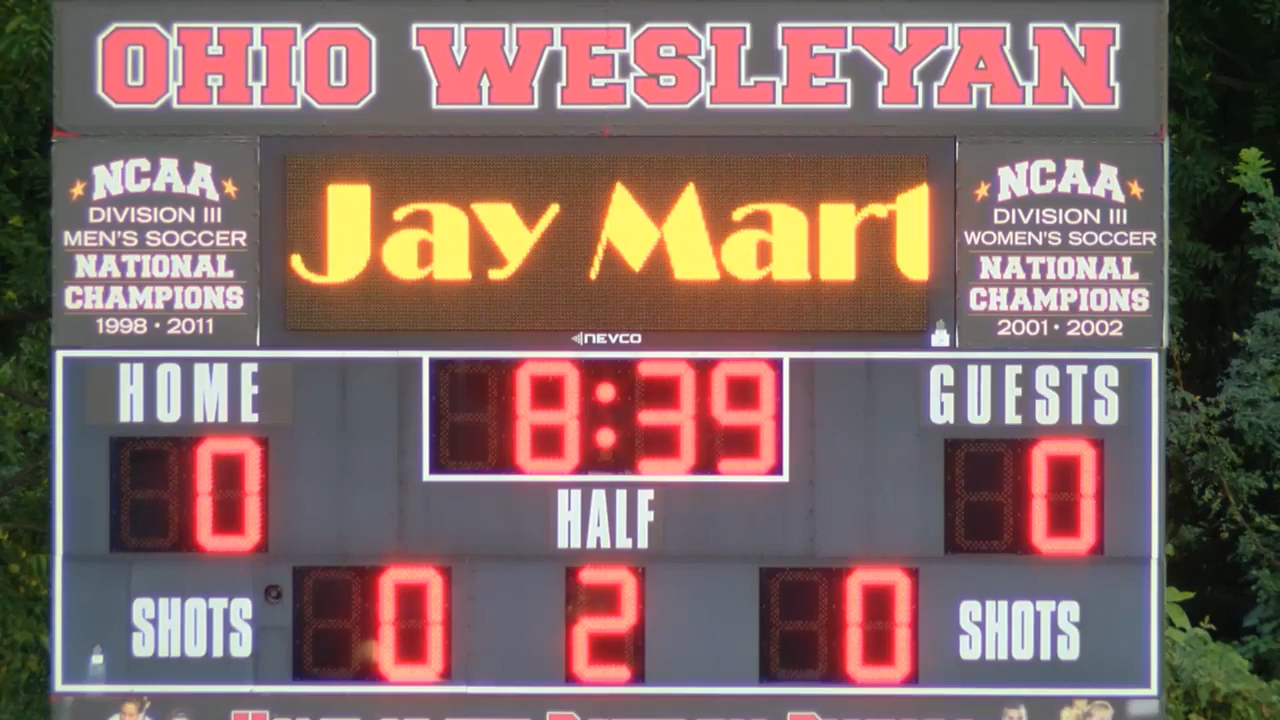 OHIO WESLEYAN
NCAA
DIVISION III
MEN'S SOCCER
NATIONAL
CHAMPIONS
1998 • 2011
Jay Mart
NEVCO
NCAA
DIVISION III
WOMEN'S SOCCER
NATIONAL
CHAMPIONS
2001 • 2002
HOME
8:39
GUESTS
0
0
HALF
SHOTS
0
2
0
SHOTS